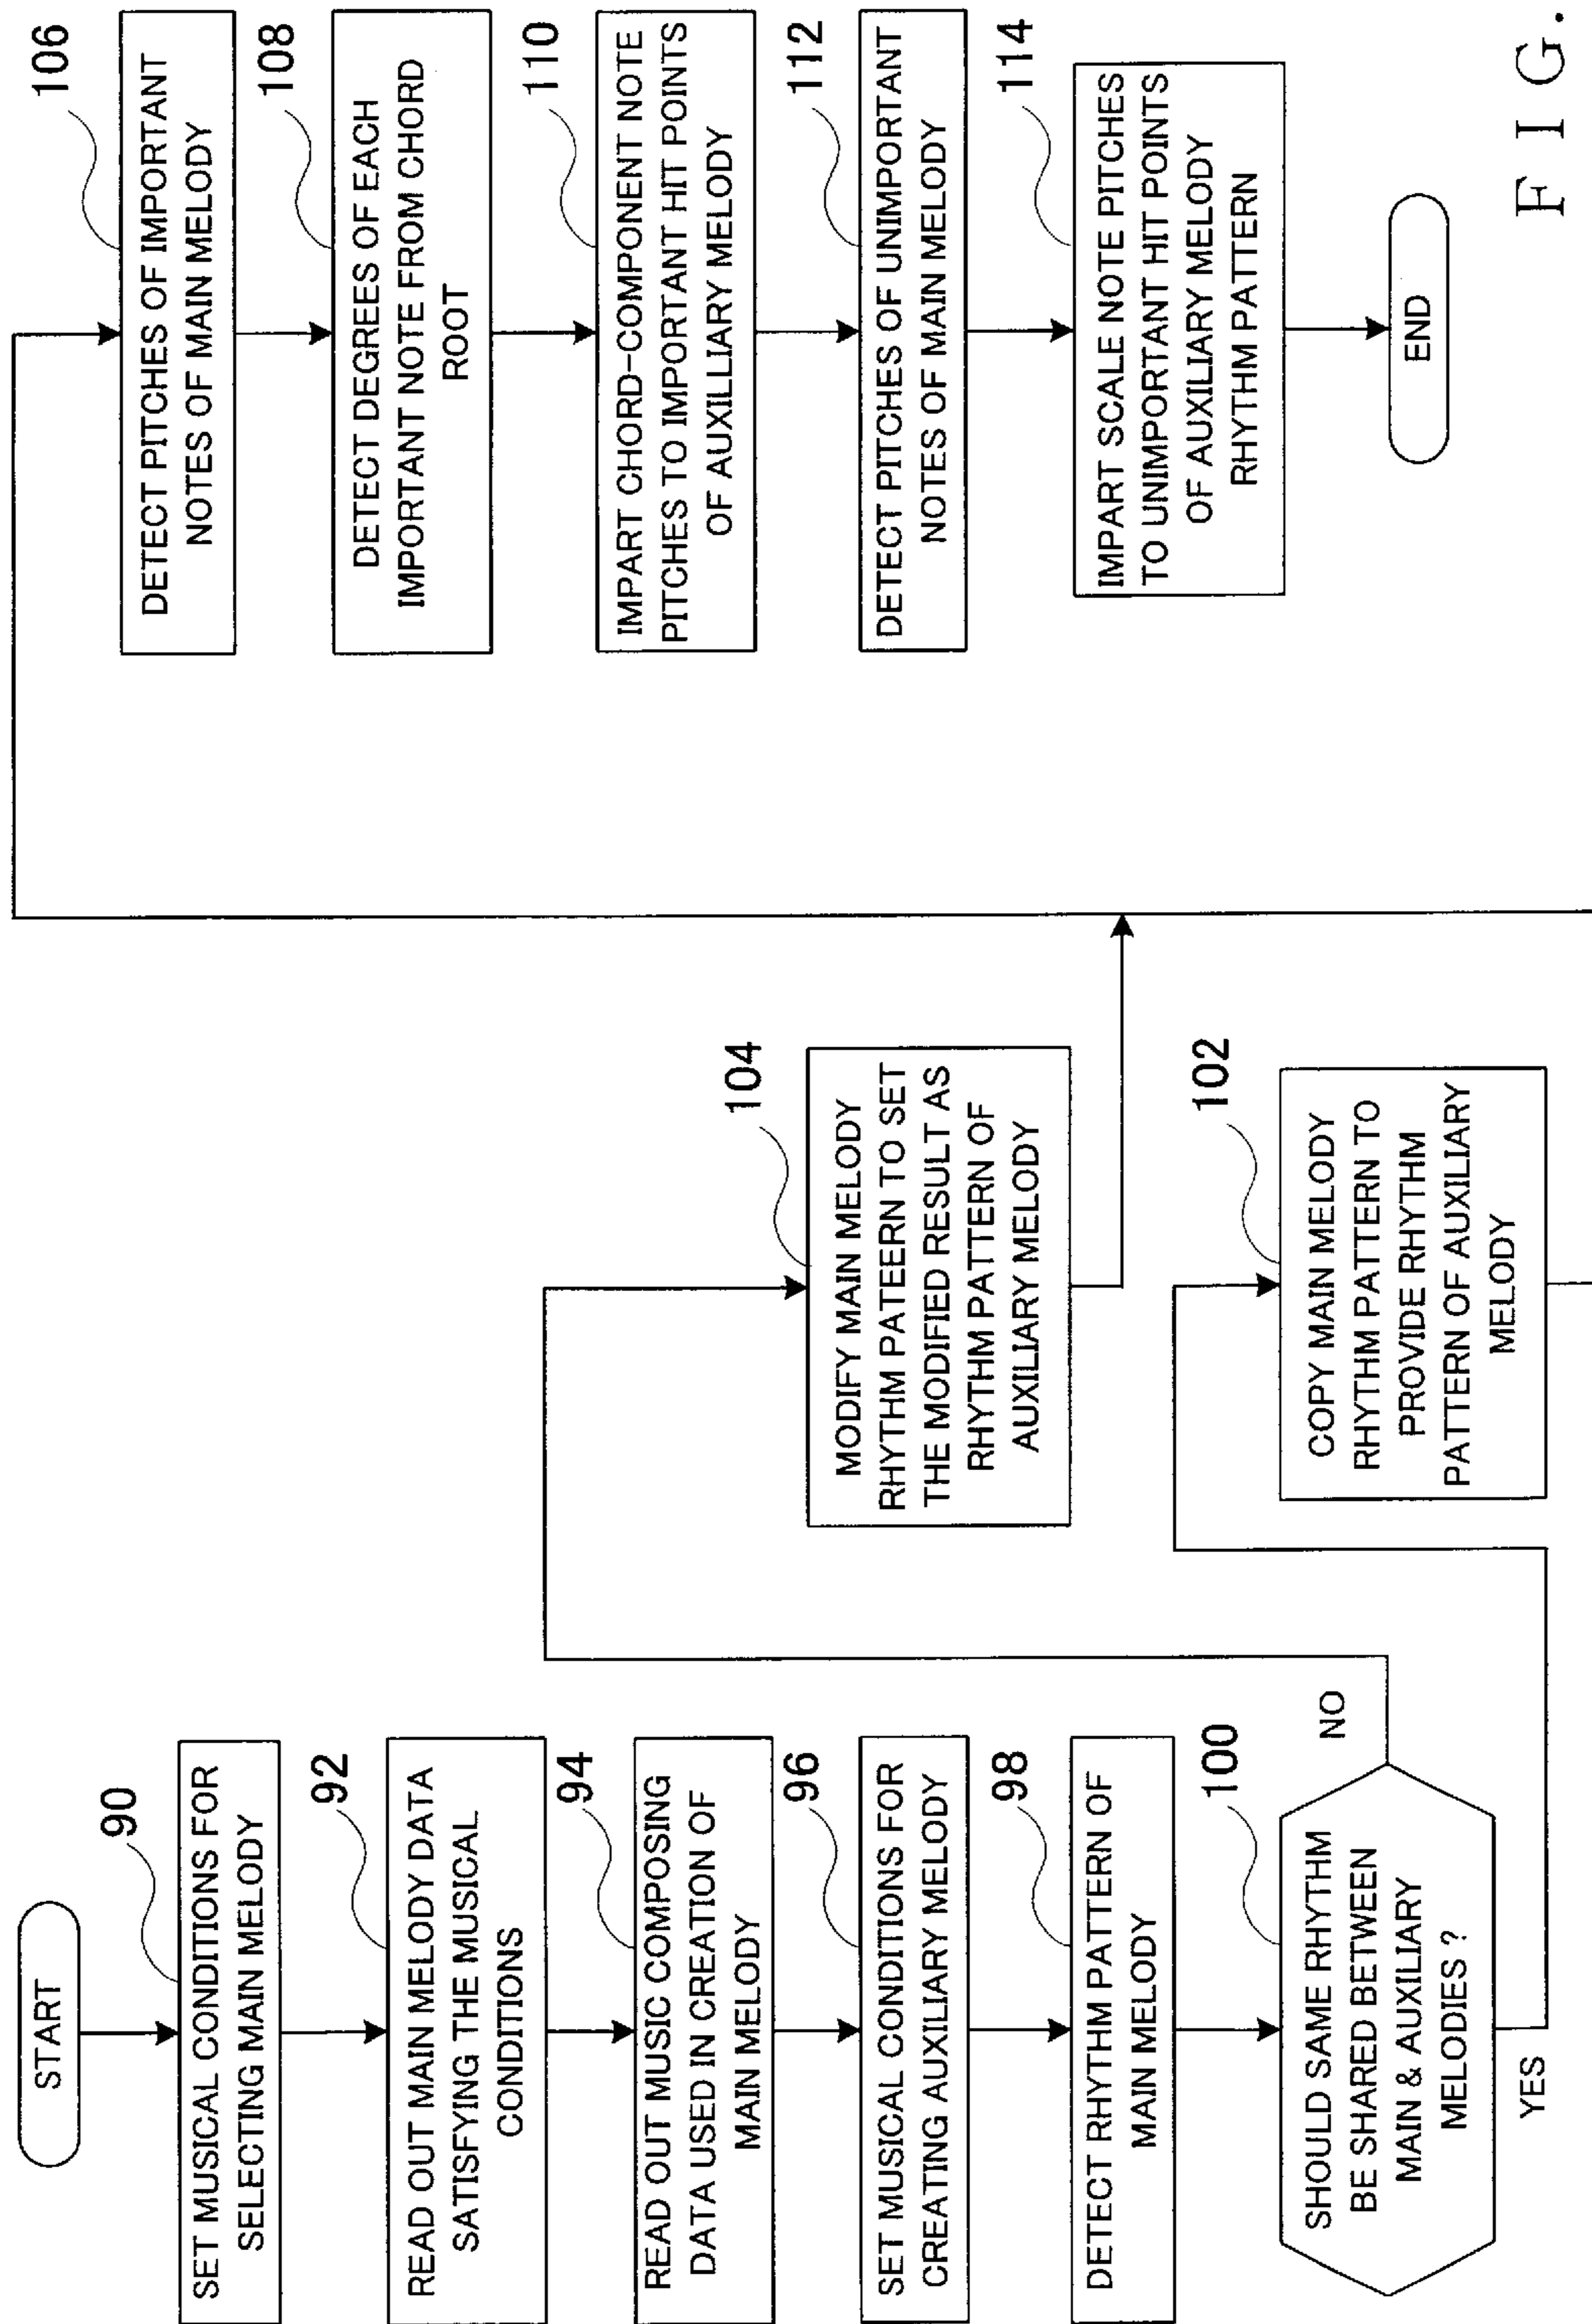 START
90
SET MUSICAL CONDITIONS FOR
SELECTING MAIN MELODY
92
READ OUT MAIN MELODY DATA
SATISFYING THE MUSICAL
CONDITIONS
94
READ OUT MUSIC COMPOSING
DATA USED IN CREATION OF
MAIN MELODY
96
SET MUSICAL CONDITIONS FOR
CREATING AUXILIARY MELODY
98
DETECT RHYTHM PATTERN OF
MAIN MELODY
100
SHOULD SAME RHYTHM
BE SHARED BETWEEN
MAIN & AUXILIARY
MELODIES ?
NO
YES
104
MODIFY MAIN MELODY
RHYTHM PATEERN TO SET
THE MODIFIED RESULT AS
RHYTHM PATTERN OF
AUXILIARY MELODY
102
COPY MAIN MELODY
RHYTHM PATTERN TO
PROVIDE RHYTHM
PATTERN OF AUXILIARY
MELODY
106
DETECT PITCHES OF IMPORTANT
NOTES OF MAIN MELODY
108
DETECT DEGREES OF EACH
IMPORTANT NOTE FROM CHORD
ROOT
110
IMPART CHORD-COMPONENT NOTE
PITCHES TO IMPORTANT HIT POINTS
OF AUXILLIARY MELODY
112
DETECT PITCHES OF UNIMPORTANT
NOTES OF MAIN MELODY
114
IMPART SCALE NOTE PITCHES
TO UNIMPORTANT HIT POINTS
OF AUXILIARY MELODY
RHYTHM PATTERN
END
F I G.